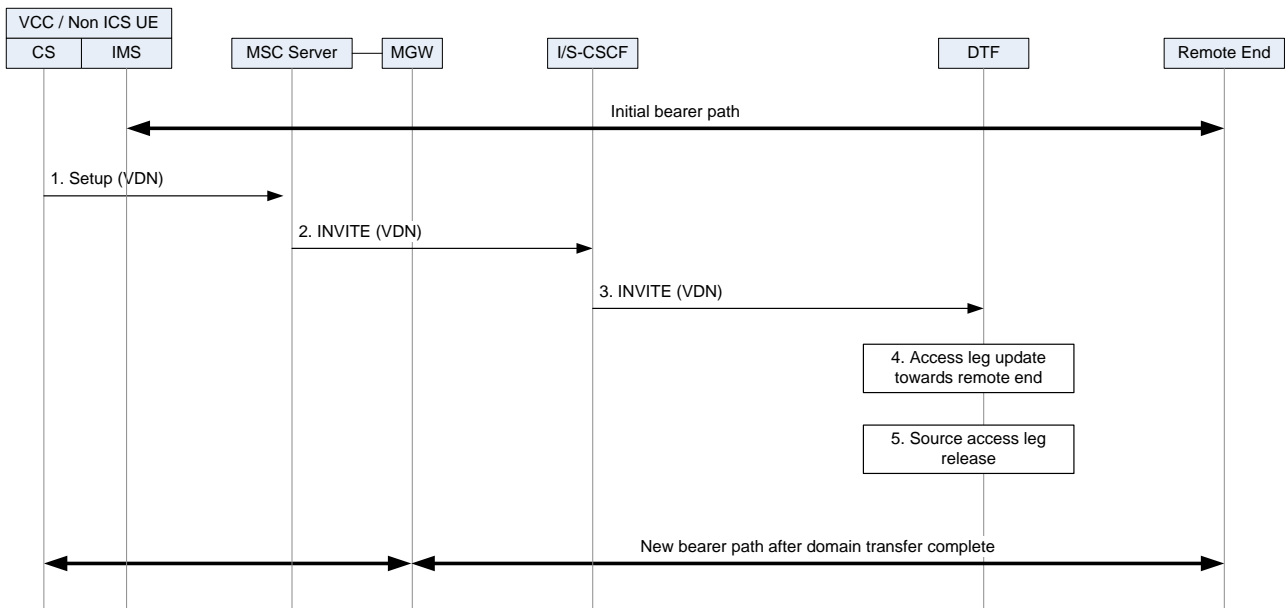 VCC / Non ICS UE
CS
IMS
MSC Server
MGW
I/S-CSCF
DTF
Remote End
Initial bearer path
1. Setup (VDN)
2. INVITE (VDN)
3. INVITE (VDN)
4. Access leg update
towards remote end
5. Source access leg
release
New bearer path after domain transfer complete